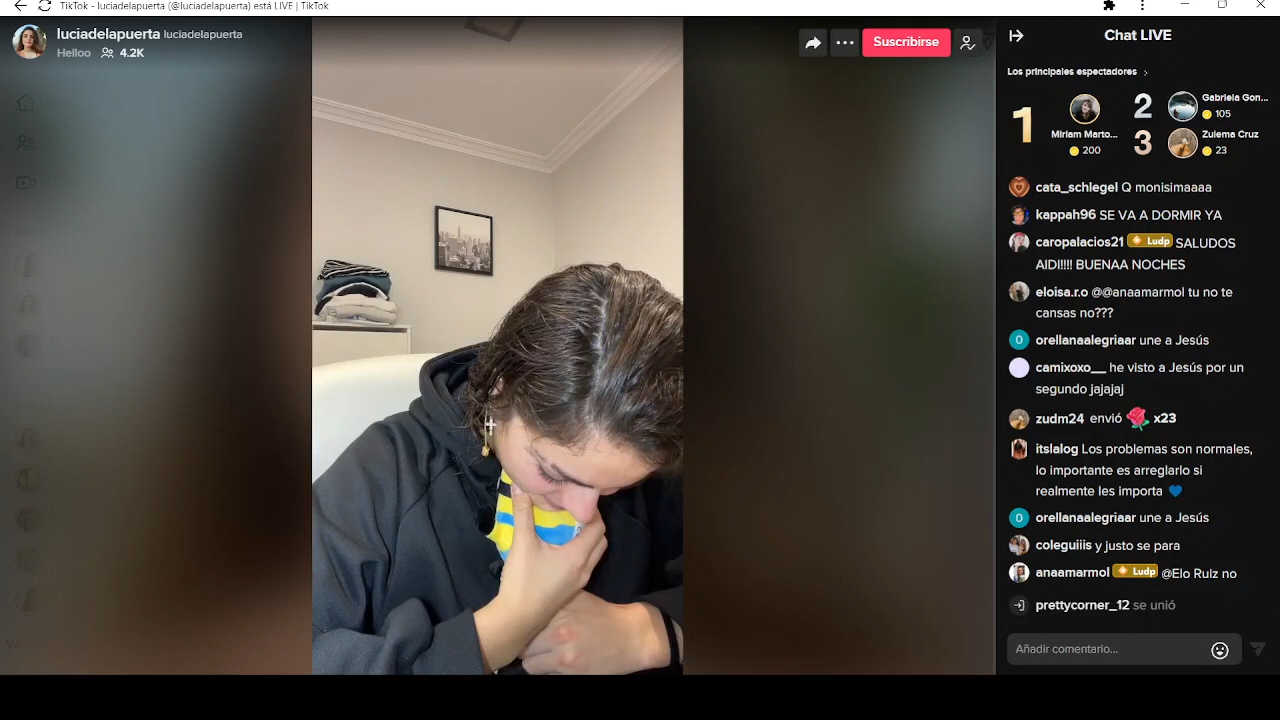 TikTok - luciadelapuerta (@luciadelapuerta) está LIVE | TikTok
luciadelapuerta luciadelapuerta
Helloo 4.2K
Suscribirse
Chat LIVE
Los principales espectadores
1
Miriam Marto...
200
2
Gabriela Gon...
105
3
Zulema Cruz
23
cata_schlegel Q monisimaaaa
kappah96 SE VA A DORMIR YA
caropalacios21 Ludp SALUDOS
AIDI!!!! BUENAA NOCHES
eloisa.r.o @@anaamarmol tu no te
cansas no???
O orellanaalegriaar une a Jesús
camixoxo__ he visto a Jesús por un
segundo jajajaj
zudm24 envió x23
itslalog Los problemas son normales,
lo importante es arreglarlo si
realmente les importa 💙
O orellanaalegriaar une a Jesús
coleguiiis y justo se para
anaamarmol Ludp @Elo Ruiz no
prettycorner_12 se unió
Añadir comentario...